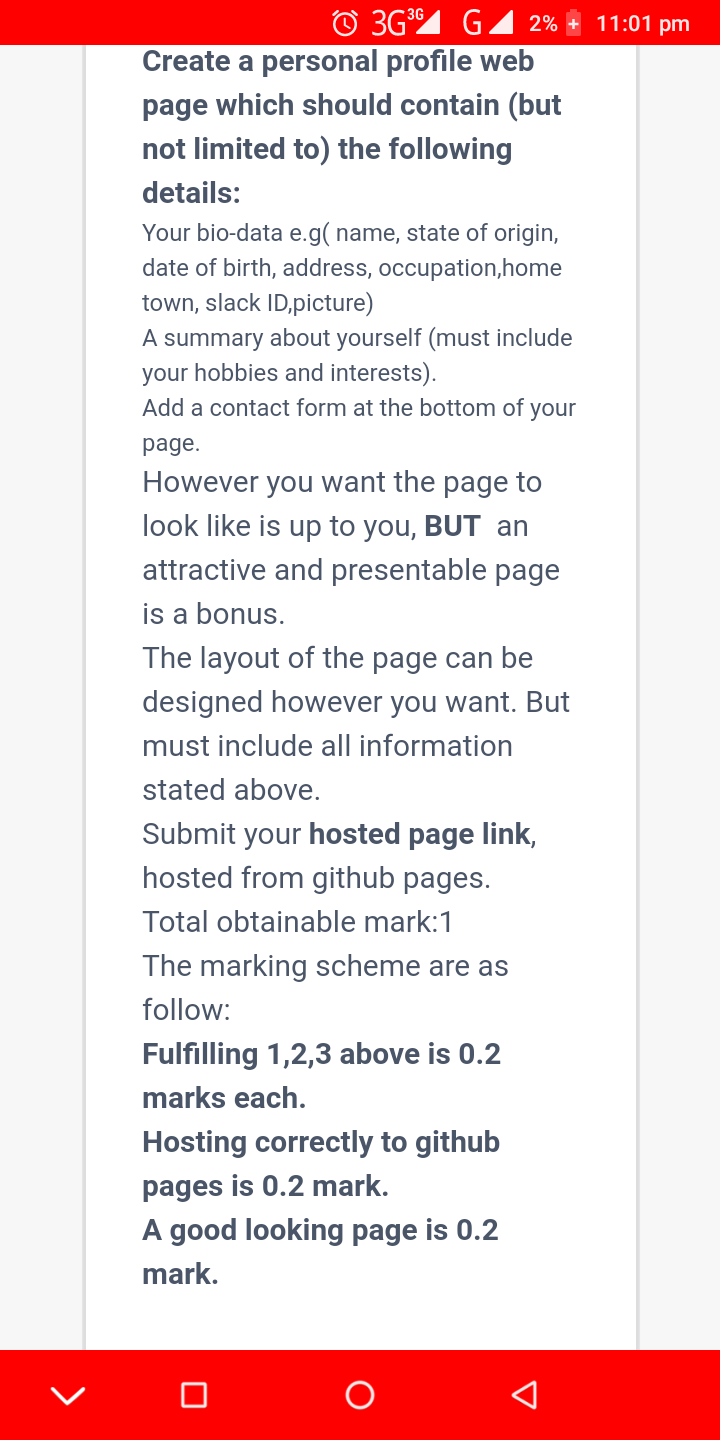 3G 3G G 2% 11:01 pm
Create a personal profile web
page which should contain (but
not limited to) the following
details:
Your bio-data e.g( name, state of origin,
date of birth, address, occupation,home
town, slack ID,picture)
A summary about yourself (must include
your hobbies and interests).
Add a contact form at the bottom of your
page.
However you want the page to
look like is up to you, BUT  an
attractive and presentable page
is a bonus.
The layout of the page can be
designed however you want. But
must include all information
stated above.
Submit your hosted page link,
hosted from github pages.
Total obtainable mark:1
The marking scheme are as
follow:
Fulfilling 1,2,3 above is 0.2
marks each.
Hosting correctly to github
pages is 0.2 mark.
A good looking page is 0.2
mark.